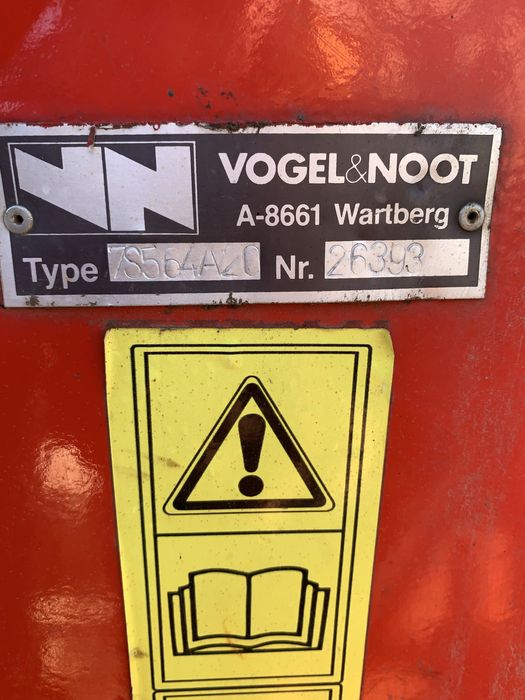 VOGEL&NOOT
A-8661 Wartberg
Type 7S564A20 Nr. 26393